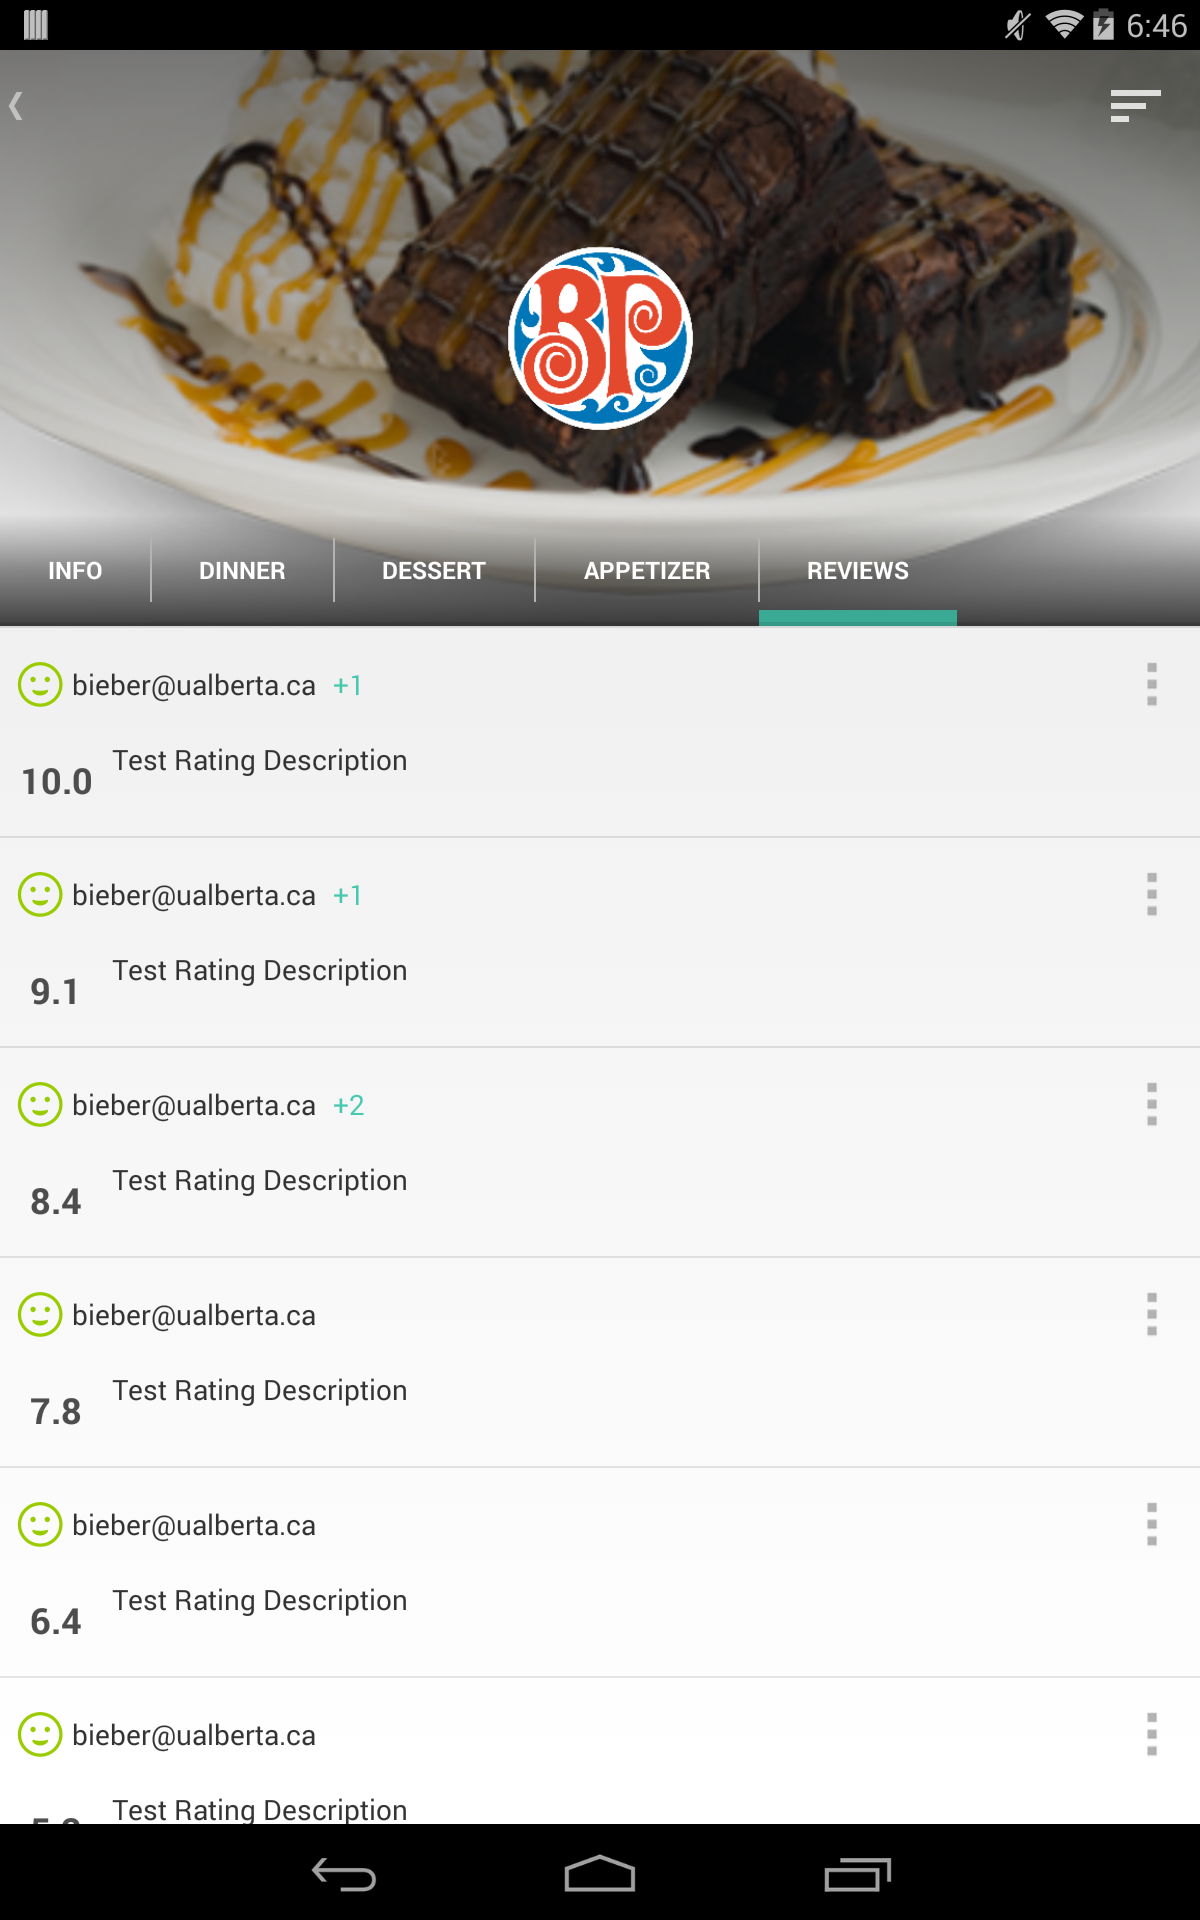 6:46
BP
INFO DINNER DESSERT APPETIZER REVIEWS
bieber@ualberta.ca +1
Test Rating Description
10.0
bieber@ualberta.ca +1
Test Rating Description
9.1
bieber@ualberta.ca +2
Test Rating Description
8.4
bieber@ualberta.ca
Test Rating Description
7.8
bieber@ualberta.ca
Test Rating Description
6.4
bieber@ualberta.ca
Test Rating Description